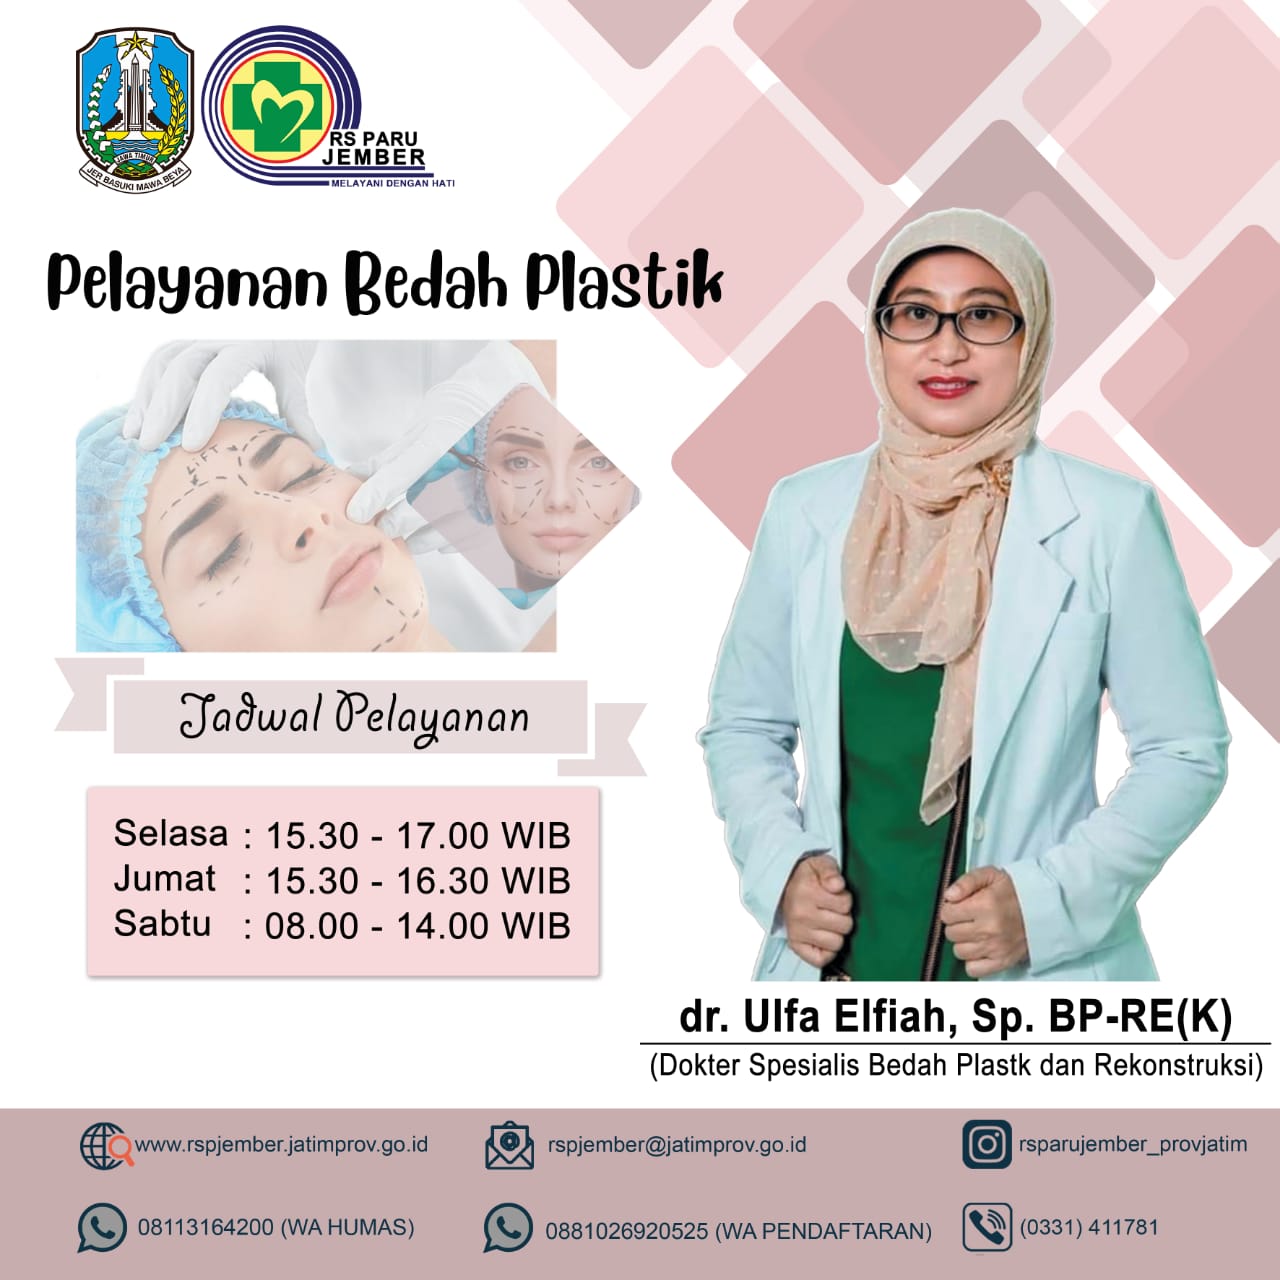 JAWA TIMUR
JER BASUKI MAWA BEYA
RS PARU
JEMBER
MELAYANI DENGAN HATI
Pelayanan Bedah Plastik
LIFT
Jadwal Pelayanan
Selasa : 15.30 - 17.00 WIB
Jumat : 15.30 - 16.30 WIB
Sabtu : 08.00 - 14.00 WIB
dr. Ulfa Elfiah, Sp. BP-RE(K)
(Dokter Spesialis Bedah Plastk dan Rekonstruksi)
www.rspjember.jatimprov.go.id
rspjember@jatimprov.go.id
rsparujember_provjatim
08113164200 (WA HUMAS)
0881026920525 (WA PENDAFTARAN)
(0331) 411781